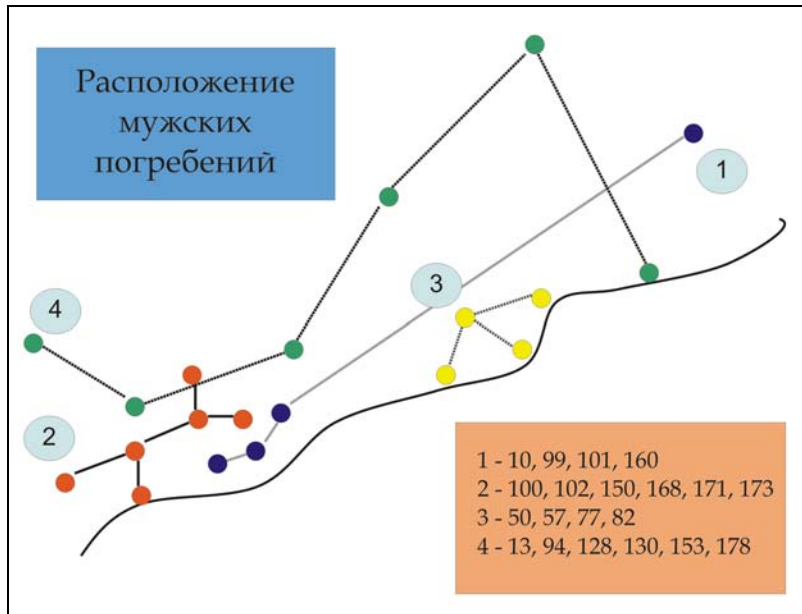 Расположение
мужских
погребений
1
3
4
2
1 - 10, 99, 101, 160
2 - 100, 102, 150, 168, 171, 173
3 - 50, 57, 77, 82
4 - 13, 94, 128, 130, 153, 178